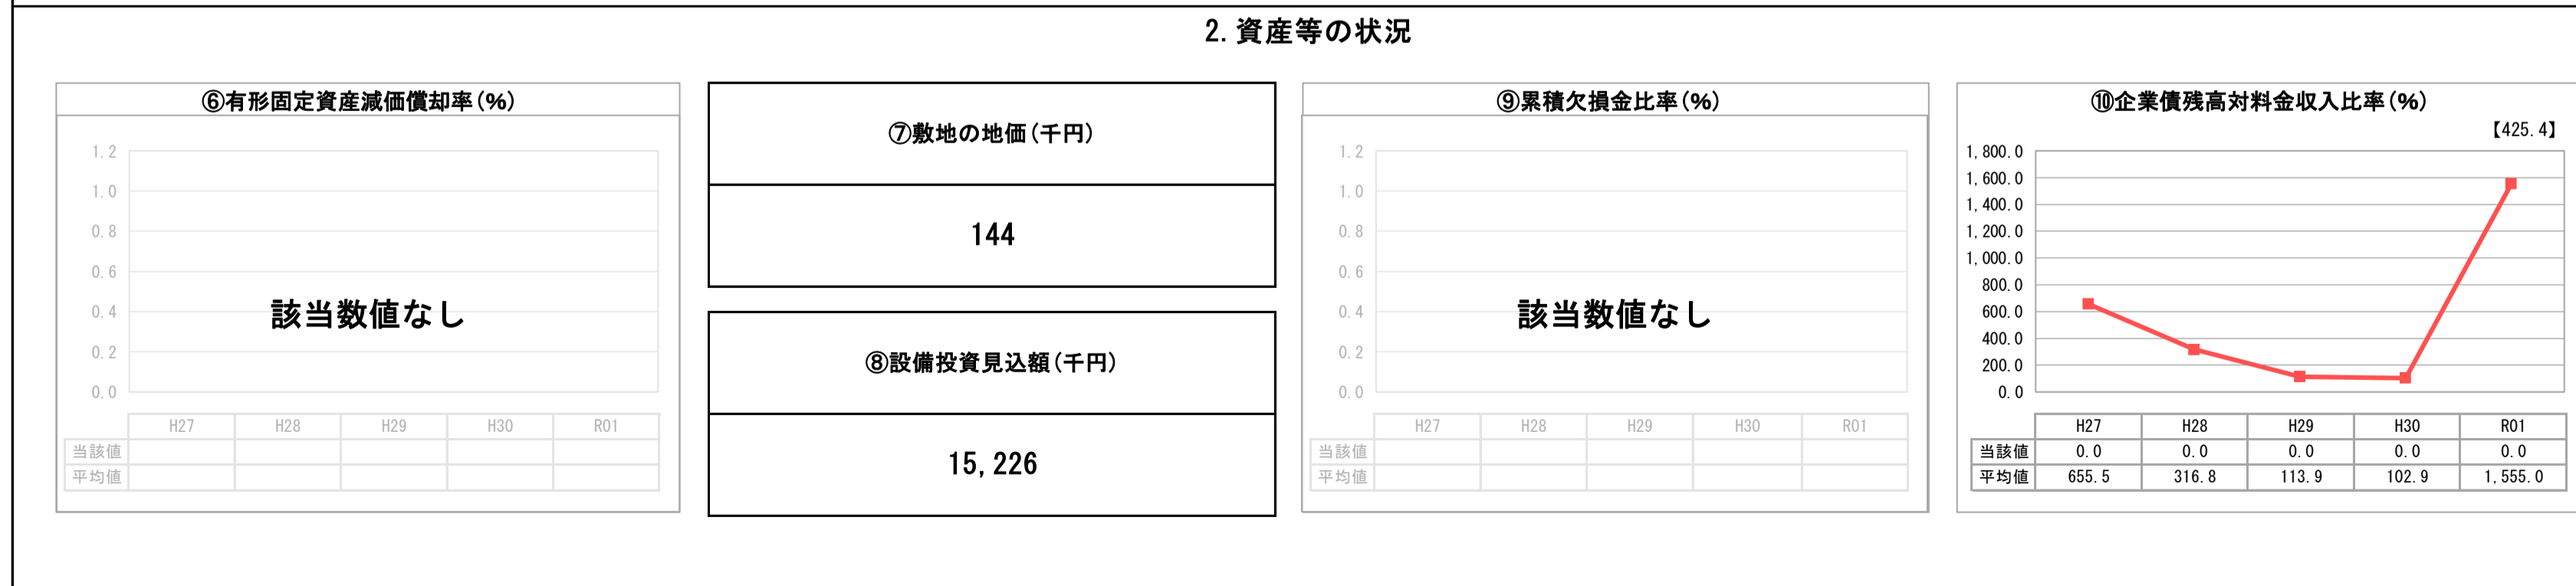 2. 資産等の状況
⑥有形固定資産減価償却率(%)
1.2
1.0
0.8
0.6
0.4
0.2
0.0
該当数値なし
H27 H28 H29 H30 R01
当該値
平均値
⑦敷地の地価(千円)
144
⑧設備投資見込額(千円)
15,226
⑨累積欠損金比率(%)
1.2
1.0
0.8
0.6
0.4
0.2
0.0
該当数値なし
H27 H28 H29 H30 R01
当該値
平均値
⑩企業債残高対料金収入比率(%)
【425.4】
1,800.0
1,600.0
1,400.0
1,200.0
1,000.0
800.0
600.0
400.0
200.0
0.0
H27 H28 H29 H30 R01
当該値 0.0 0.0 0.0 0.0 0.0
平均値 655.5 316.8 113.9 102.9 1,555.0